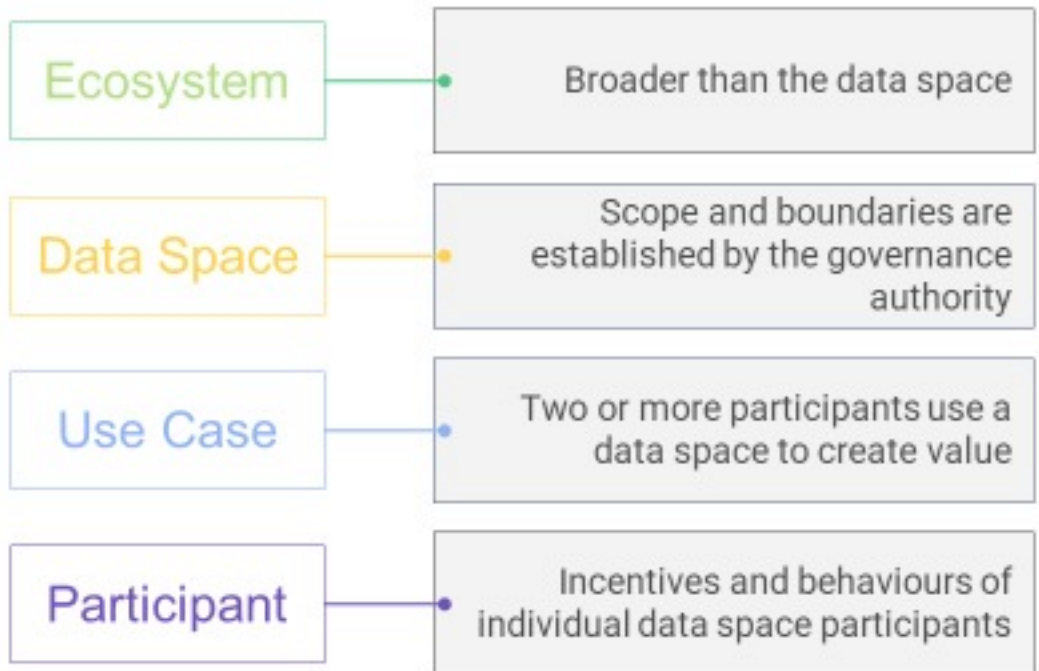 Ecosystem
Broader than the data space
Data Space
Scope and boundaries are
established by the governance
authority
Use Case
Two or more participants use a
data space to create value
Participant
Incentives and behaviours of
individual data space participants